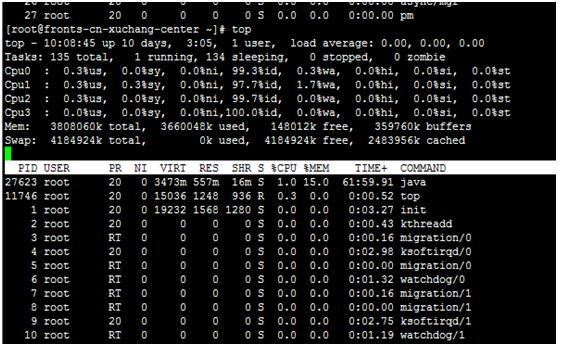 27 root 20 0 0 0 0 S 0.0 0.0 0:00.00 pm
[root@fronts-cn-xuchang-center ~]# top
top - 10:08:45 up 10 days, 3:05, 1 user, load average: 0.00, 0.00, 0.00
Tasks: 135 total, 1 running, 134 sleeping, 0 stopped, 0 zombie
Cpu0 : 0.3%us, 0.0%sy, 0.0%ni, 99.3%id, 0.3%wa, 0.0%hi, 0.0%si, 0.0%st
Cpu1 : 0.3%us, 0.3%sy, 0.0%ni, 97.7%id, 1.7%wa, 0.0%hi, 0.0%si, 0.0%st
Cpu2 : 0.3%us, 0.0%sy, 0.0%ni, 99.7%id, 0.0%wa, 0.0%hi, 0.0%si, 0.0%st
Cpu3 : 0.0%us, 0.0%sy, 0.0%ni,100.0%id, 0.0%wa, 0.0%hi, 0.0%si, 0.0%st
Mem: 3808060k total, 3660048k used, 148012k free, 359760k buffers
Swap: 4184924k total, 0k used, 4184924k free, 2483956k cached
PID USER PR NI VIRT RES SHR S %CPU %MEM TIME+ COMMAND
27623 root 20 0 3473m 557m 16m S 1.0 15.0 61:59.91 java
11746 root 20 0 15036 1248 936 R 0.3 0.0 0:00.52 top
1 root 20 0 19232 1568 1280 S 0.0 0.0 0:03.27 init
2 root 20 0 0 0 0 S 0.0 0.0 0:00.43 kthreadd
3 root RT 0 0 0 0 S 0.0 0.0 0:00.16 migration/0
4 root 20 0 0 0 0 S 0.0 0.0 0:02.98 ksoftirqd/0
5 root RT 0 0 0 0 S 0.0 0.0 0:00.00 migration/0
6 root RT 0 0 0 0 S 0.0 0.0 0:01.32 watchdog/0
7 root RT 0 0 0 0 S 0.0 0.0 0:00.16 migration/1
8 root RT 0 0 0 0 S 0.0 0.0 0:00.00 migration/1
9 root 20 0 0 0 0 S 0.0 0.0 0:02.75 ksoftirqd/1
10 root RT 0 0 0 0 S 0.0 0.0 0:01.19 watchdog/1